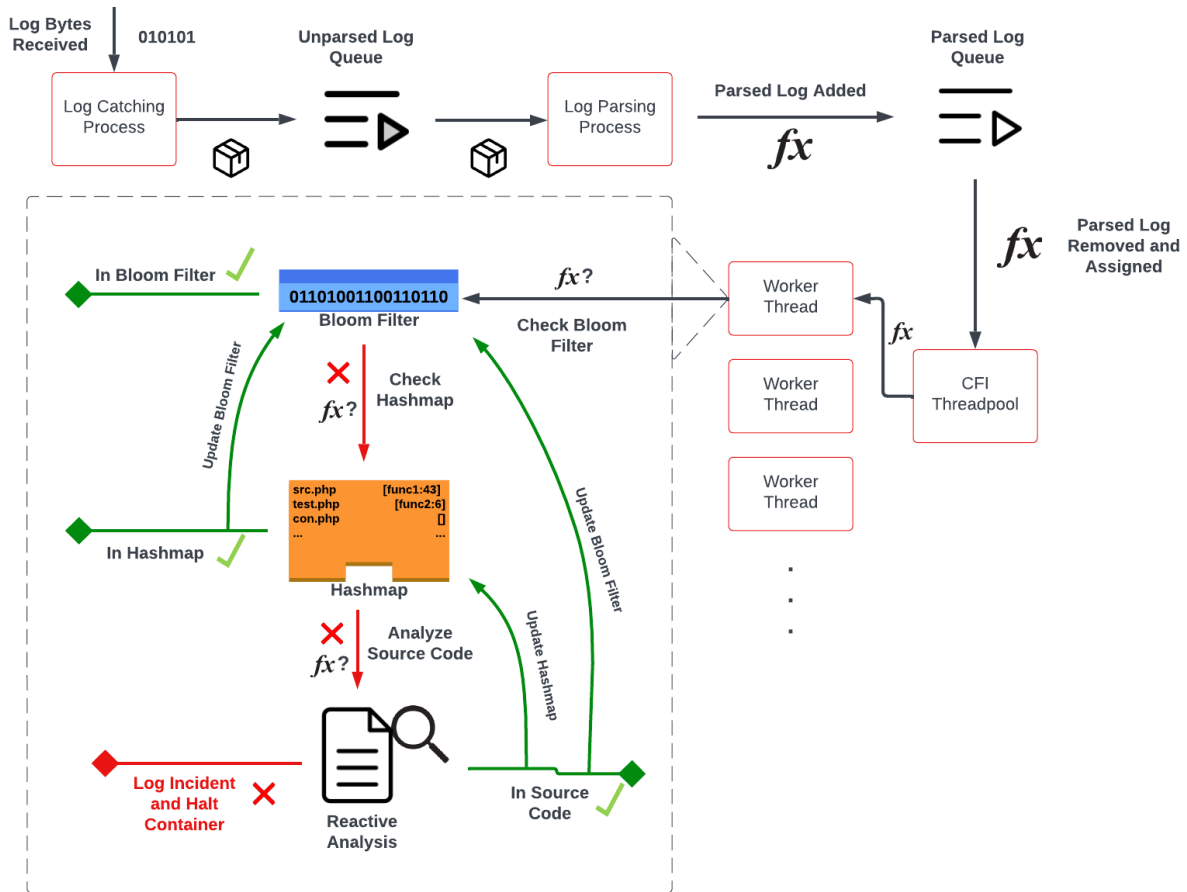 Log Bytes
Received
010101
Unparsed Log
Queue
Parsed Log
Queue
Log Catching
Process
Log Parsing
Process
Parsed Log Added
fx
fx
Parsed Log
Removed and
Assigned
In Bloom Filter
01101001100110110
Bloom Filter
fx?
Check Bloom
Filter
Worker
Thread
fx
CFI
Threadpool
Worker
Thread
Worker
Thread
.
.
.
Update Bloom Filter
fx?
Check
Hashmap
src.php [func1:43]
test.php [func2:6]
con.php []
... ...
Hashmap
In Hashmap
Update Bloom Filter
Update Hashmap
fx?
Analyze
Source Code
Log Incident
and Halt
Container
Reactive
Analysis
In Source
Code